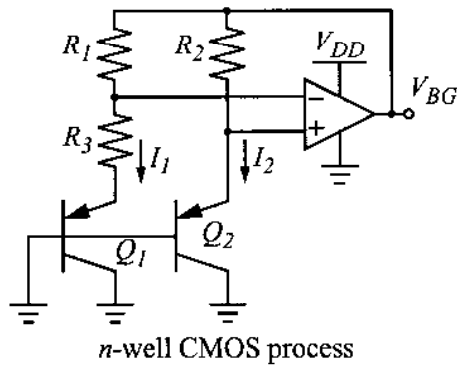 R1 R2 VDD
VBG
−
R3 I1 I2 +
Q1 Q2
n-well CMOS process